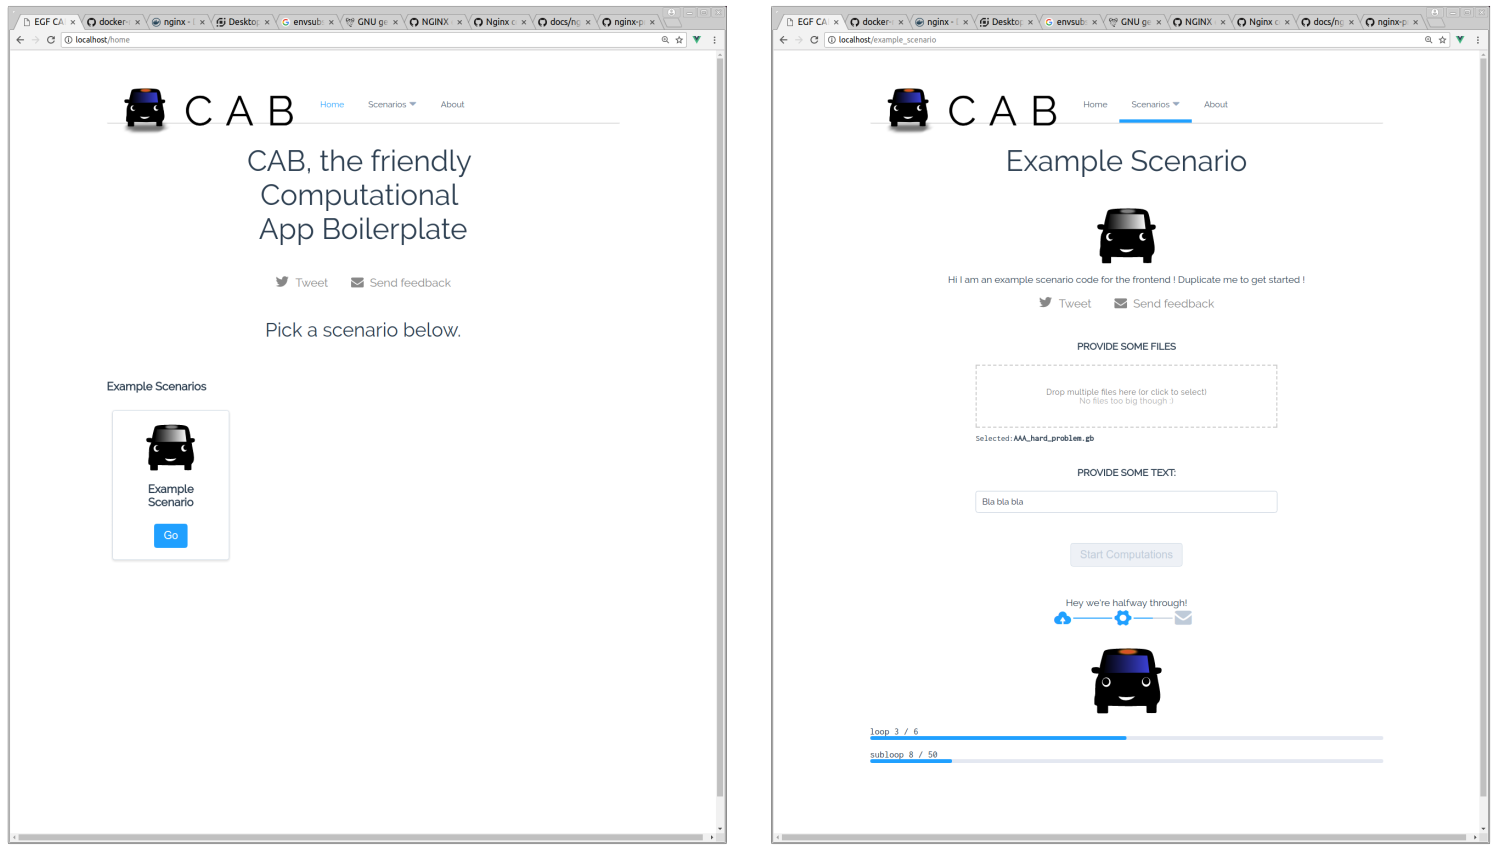 EGF CA
docker-
nginx -
Desktop
envsub
GNU ge
NGINX
Nginx c
docs/ng
nginx-p
localhost/home
CAB
Home
Scenarios
About
CAB, the friendly
Computational
App Boilerplate
Tweet
Send feedback
Pick a scenario below.
Example Scenarios
Example
Scenario
Go
EGF CA
docker-
nginx -
Desktop
envsub
GNU ge
NGINX
Nginx c
docs/ng
nginx-p
localhost/example_scenario
CAB
Home
Scenarios
About
Example Scenario
Hi I am an example scenario code for the frontend ! Duplicate me to get started !
Tweet
Send feedback
PROVIDE SOME FILES
Drop multiple files here (or click to select)
No files too big though :)
Selected:AAA_hard_problem.gb
PROVIDE SOME TEXT:
Bla bla bla
Start Computations
Hey we're halfway through!
loop 3 / 6
subloop 8 / 50